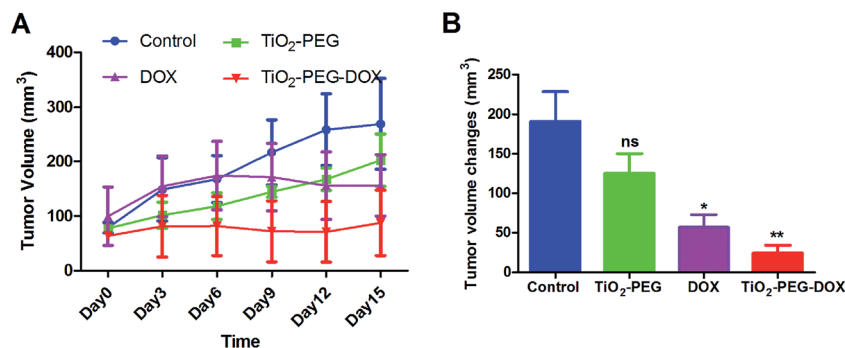 A
Control
TiO₂-PEG
DOX
TiO₂-PEG-DOX
Tumor Volume (mm³)
400
300
200
100
0
Day0
Day3
Day6
Day9
Day12
Day15
Time
B
Tumor volume changes (mm³)
250
200
150
100
50
0
ns
*
**
Control
TiO₂-PEG
DOX
TiO₂-PEG-DOX